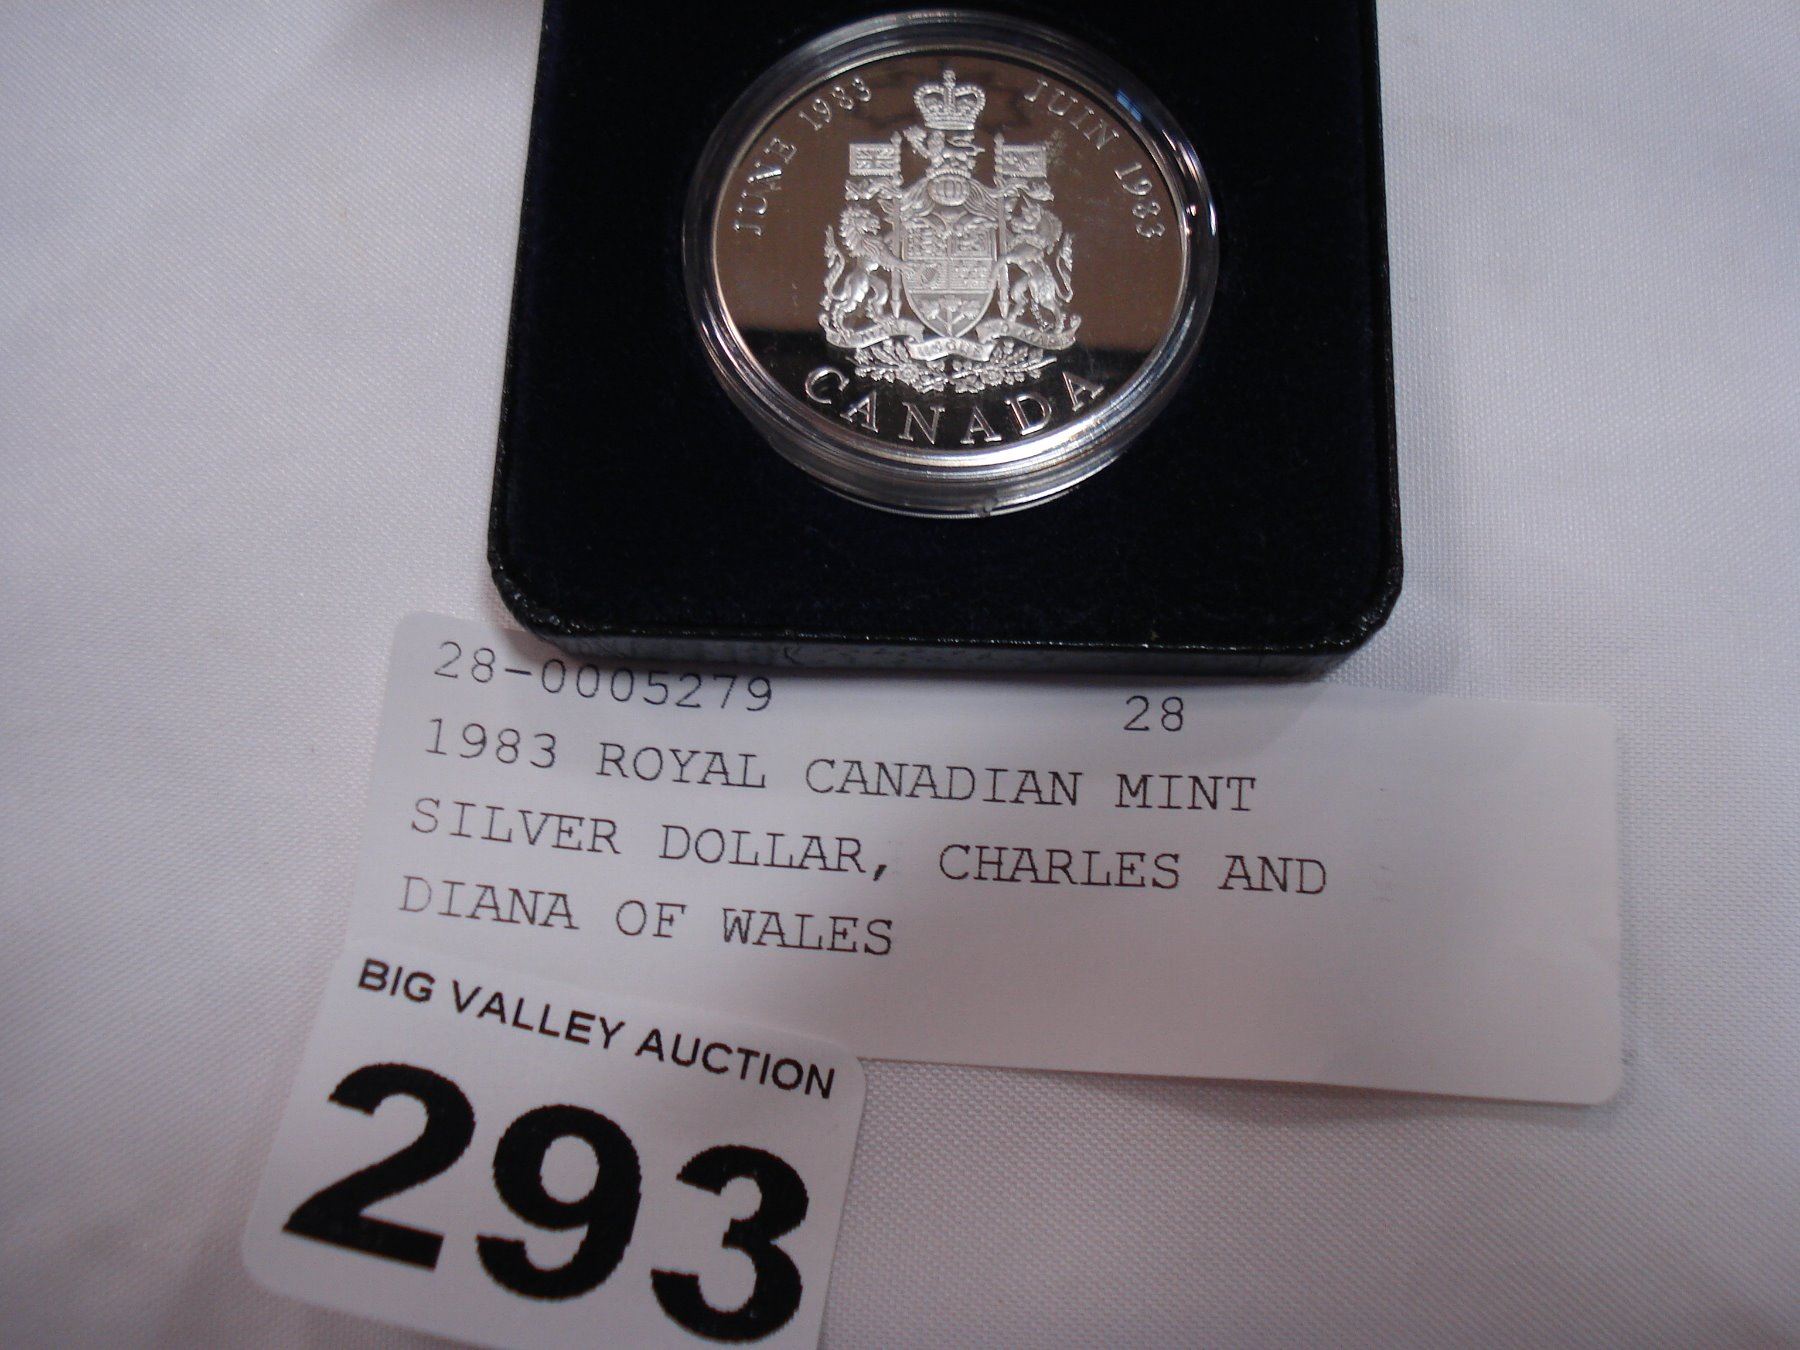 JUNE 1983 JUIN 1983
CANADA
28-0005279 28
1983 ROYAL CANADIAN MINT
SILVER DOLLAR, CHARLES AND
DIANA OF WALES
BIG VALLEY AUCTION
293